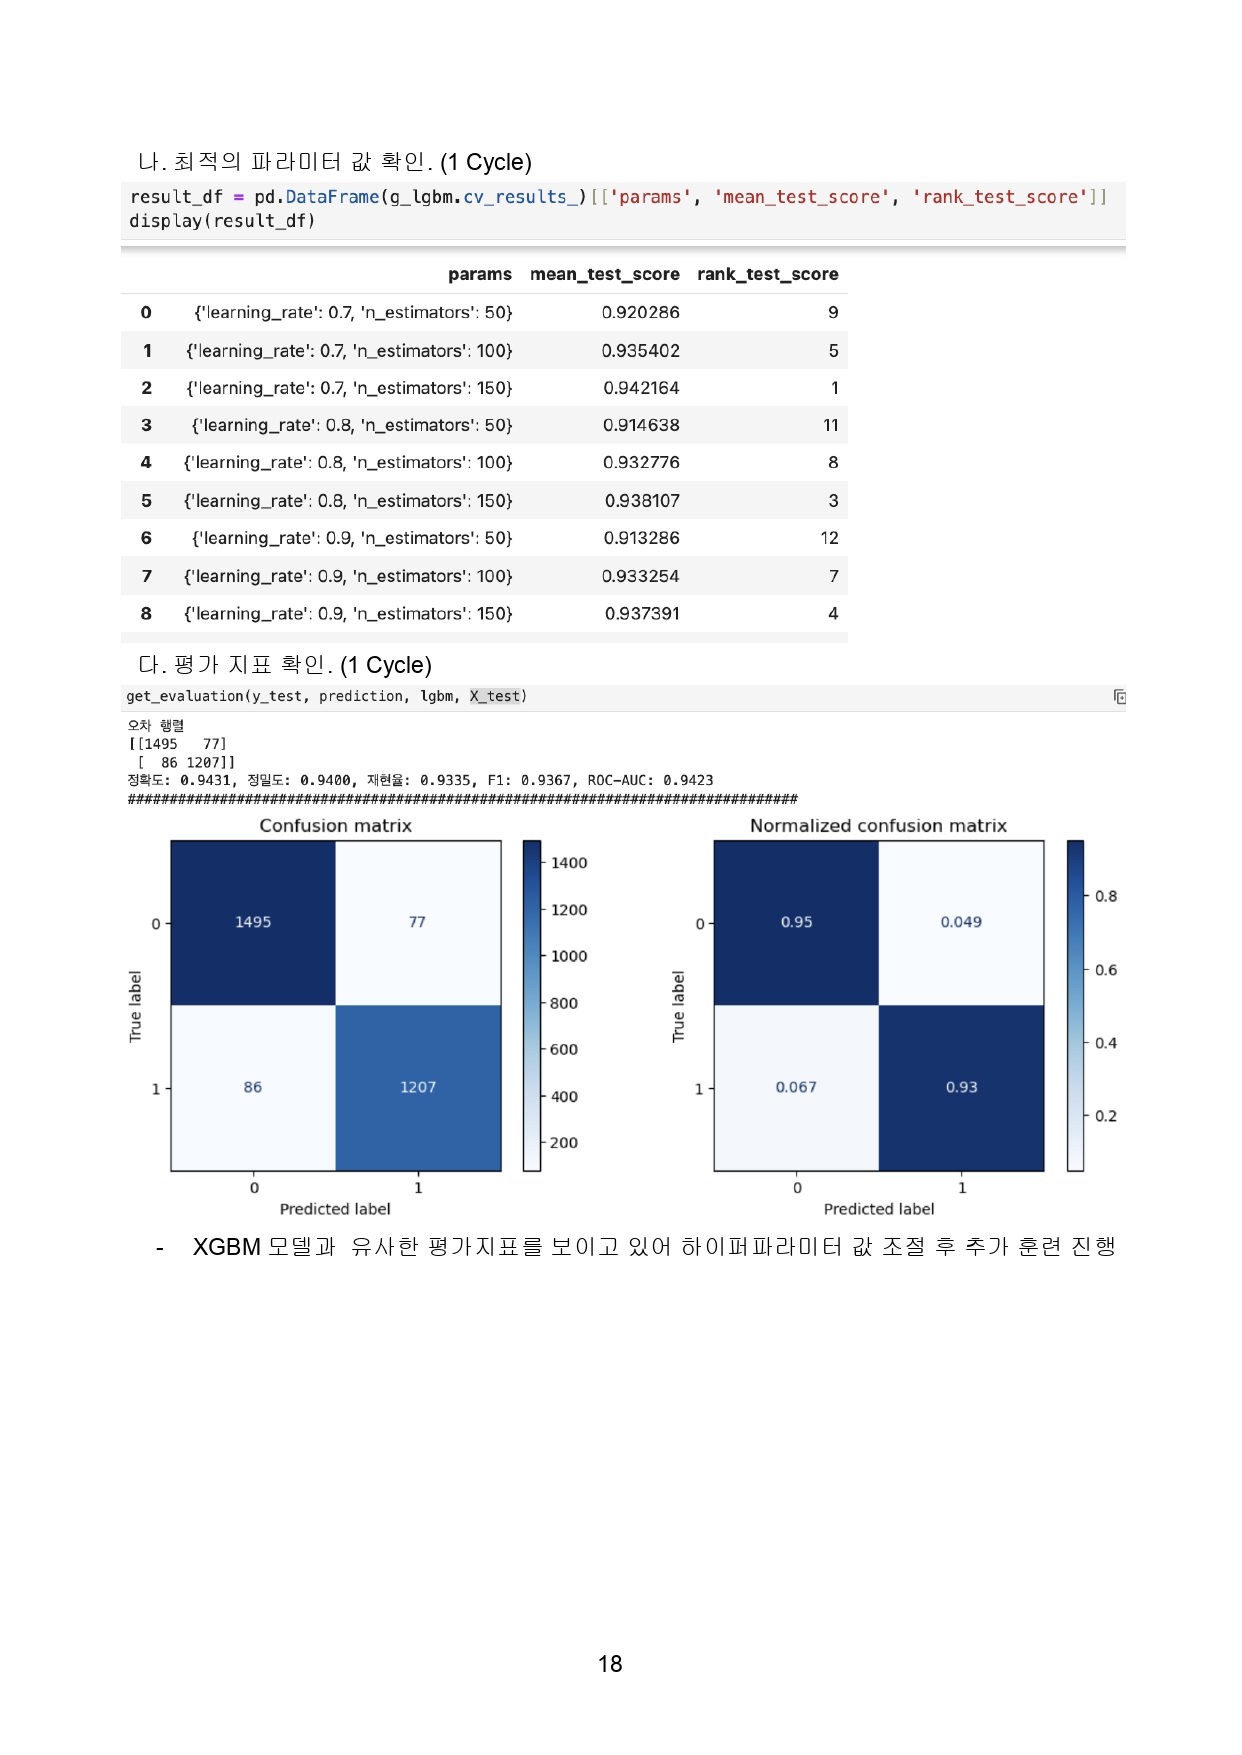 나. 최적의 파라미터 값 확인. (1 Cycle)
result_df = pd.DataFrame(g_lgbm.cv_results_)[['params', 'mean_test_score', 'rank_test_score']]
display(result_df)
params mean_test_score rank_test_score
0 {'learning_rate': 0.7, 'n_estimators': 50} 0.920286 9
1 {'learning_rate': 0.7, 'n_estimators': 100} 0.935402 5
2 {'learning_rate': 0.7, 'n_estimators': 150} 0.942164 1
3 {'learning_rate': 0.8, 'n_estimators': 50} 0.914638 11
4 {'learning_rate': 0.8, 'n_estimators': 100} 0.932776 8
5 {'learning_rate': 0.8, 'n_estimators': 150} 0.938107 3
6 {'learning_rate': 0.9, 'n_estimators': 50} 0.913286 12
7 {'learning_rate': 0.9, 'n_estimators': 100} 0.933254 7
8 {'learning_rate': 0.9, 'n_estimators': 150} 0.937391 4
다. 평가 지표 확인. (1 Cycle)
get_evaluation(y_test, prediction, lgbm, X_test)
오차 행렬
[[1495 77]
[ 86 1207]]
정확도: 0.9431, 정밀도: 0.9400, 재현율: 0.9335, F1: 0.9367, ROC-AUC: 0.9423
################################################################################
Confusion matrix
True label
0
1
1495 77
86 1207
0 1
Predicted label
1400
1200
1000
800
600
400
200
Normalized confusion matrix
True label
0
1
0.95 0.049
0.067 0.93
0 1
Predicted label
0.8
0.6
0.4
0.2
- XGBM 모델과 유사한 평가지표를 보이고 있어 하이퍼파라미터 값 조절 후 추가 훈련 진행
18